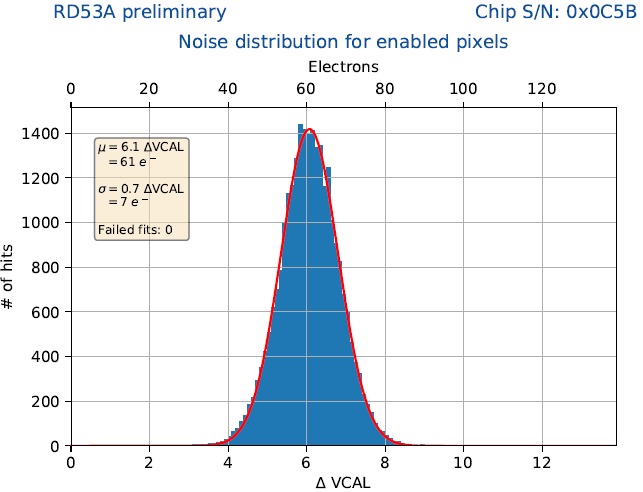 RD53A preliminary Chip S/N: 0x0C5B
Noise distribution for enabled pixels
Electrons
0 20 40 60 80 100 120
μ = 6.1 ΔVCAL
= 61 e⁻
σ = 0.7 ΔVCAL
= 7 e⁻
Failed fits: 0
# of hits
1400
1200
1000
800
600
400
200
0
0 2 4 6 8 10 12
Δ VCAL